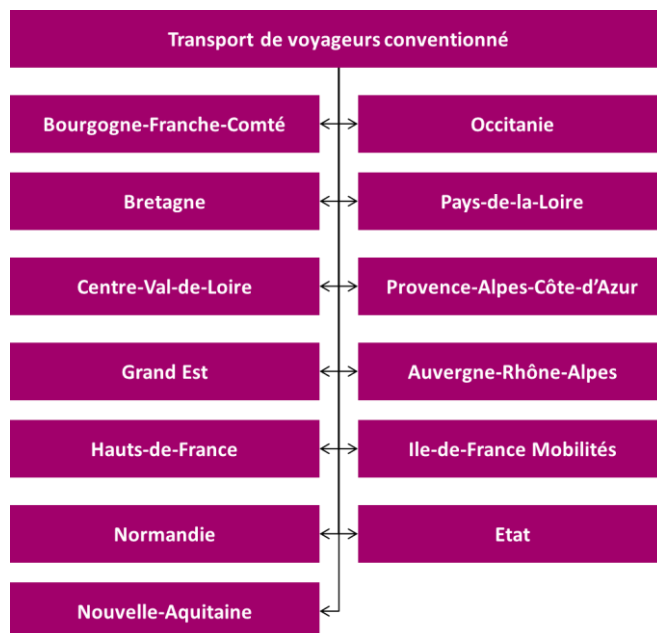 Transport de voyageurs conventionné
Bourgogne-Franche-Comté
Occitanie
Bretagne
Pays-de-la-Loire
Centre-Val-de-Loire
Provence-Alpes-Côte-d’Azur
Grand Est
Auvergne-Rhône-Alpes
Hauts-de-France
Ile-de-France Mobilités
Normandie
Etat
Nouvelle-Aquitaine